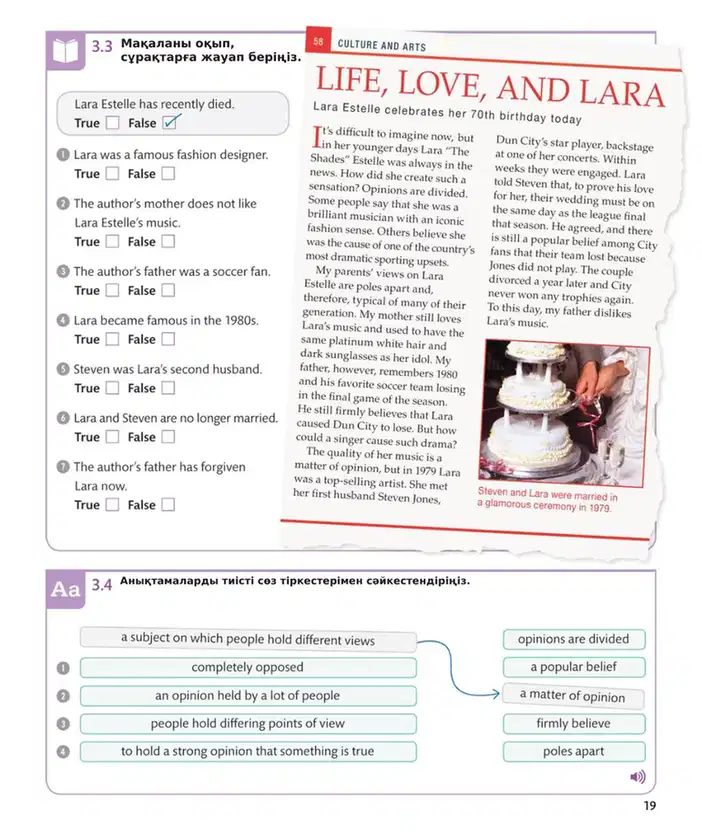 3.3 Мақаланы оқып,
сұрақтарға жауап беріңіз.
Lara Estelle has recently died.
True False
1 Lara was a famous fashion designer.
True False
2 The author's mother does not like
Lara Estelle's music.
True False
3 The author's father was a soccer fan.
True False
4 Lara became famous in the 1980s.
True False
5 Steven was Lara's second husband.
True False
6 Lara and Steven are no longer married.
True False
7 The author's father has forgiven
Lara now.
True False
58 CULTURE AND ARTS
LIFE, LOVE, AND LARA
Lara Estelle celebrates her 70th birthday today
It's difficult to imagine now, but
in her younger days Lara “The
Shades” Estelle was always in the
news. How did she create such a
sensation? Opinions are divided.
Some people say that she was a
brilliant musician with an iconic
fashion sense. Others believe she
was the cause of one of the country's
most dramatic sporting upsets.
My parents' views on Lara
Estelle are poles apart and,
therefore, typical of many of their
generation. My mother still loves
Lara's music and used to have the
same platinum white hair and
dark sunglasses as her idol. My
father, however, remembers 1980
and his favorite soccer team losing
in the final game of the season.
He still firmly believes that Lara
caused Dun City to lose. But how
could a singer cause such drama?
The quality of her music is a
matter of opinion, but in 1979 Lara
was a top-selling artist. She met
her first husband Steven Jones,
Dun City's star player, backstage
at one of her concerts. Within
weeks they were engaged. Lara
told Steven that, to prove his love
for her, their wedding must be on
the same day as the league final
that season. He agreed, and there
is still a popular belief among City
fans that their team lost because
Jones did not play. The couple
divorced a year later and City
never won any trophies again.
To this day, my father dislikes
Lara's music.
Steven and Lara were married in
a glamorous ceremony in 1979.
Aa 3.4 Анықтамаларды тиісті сөз тіркестерімен сәйкестендіріңіз.
a subject on which people hold different views
1 completely opposed
2 an opinion held by a lot of people
3 people hold differing points of view
4 to hold a strong opinion that something is true
opinions are divided
a popular belief
a matter of opinion
firmly believe
poles apart
19